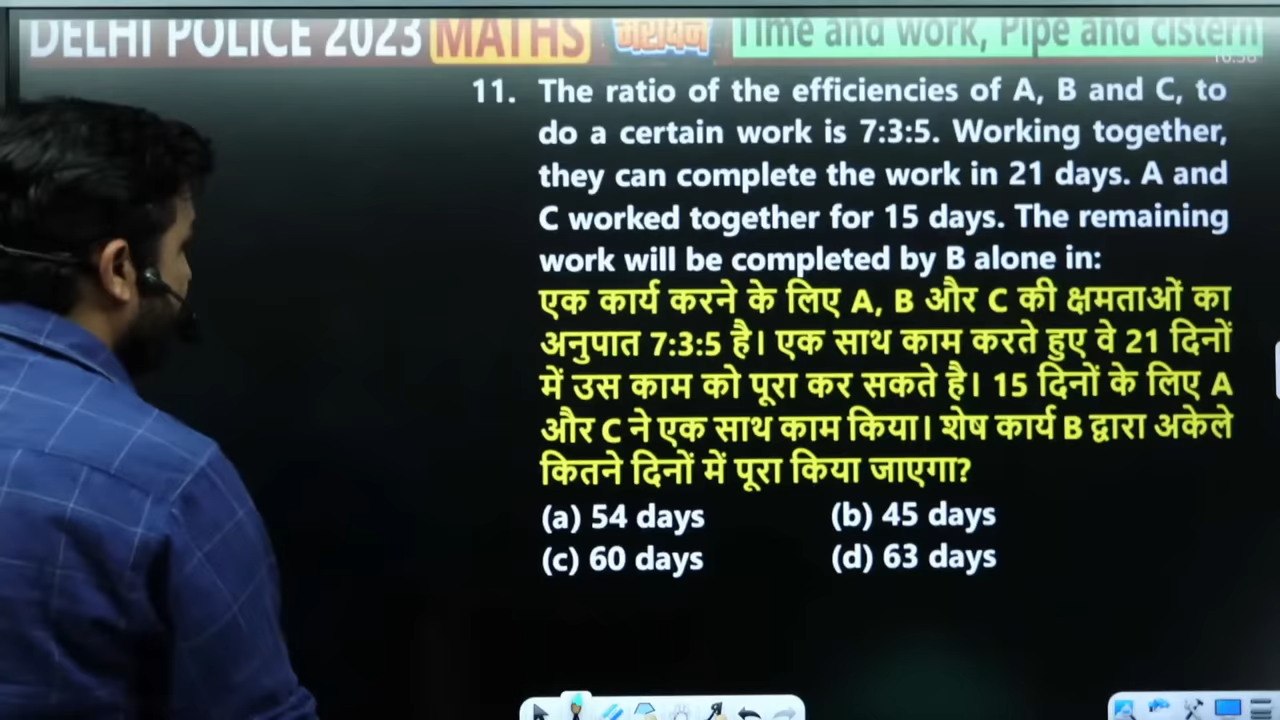 DELHI POLICE 2023 MATHS Time and work, Pipe and cistern
11. The ratio of the efficiencies of A, B and C, to
do a certain work is 7:3:5. Working together,
they can complete the work in 21 days. A and
C worked together for 15 days. The remaining
work will be completed by B alone in:
एक कार्य करने के लिए A, B और C की क्षमताओं का
अनुपात 7:3:5 है। एक साथ काम करते हुए वे 21 दिनों
में उस काम को पूरा कर सकते है। 15 दिनों के लिए A
और C ने एक साथ काम किया। शेष कार्य B द्वारा अकेले
कितने दिनों में पूरा किया जाएगा?
(a) 54 days (b) 45 days
(c) 60 days (d) 63 days